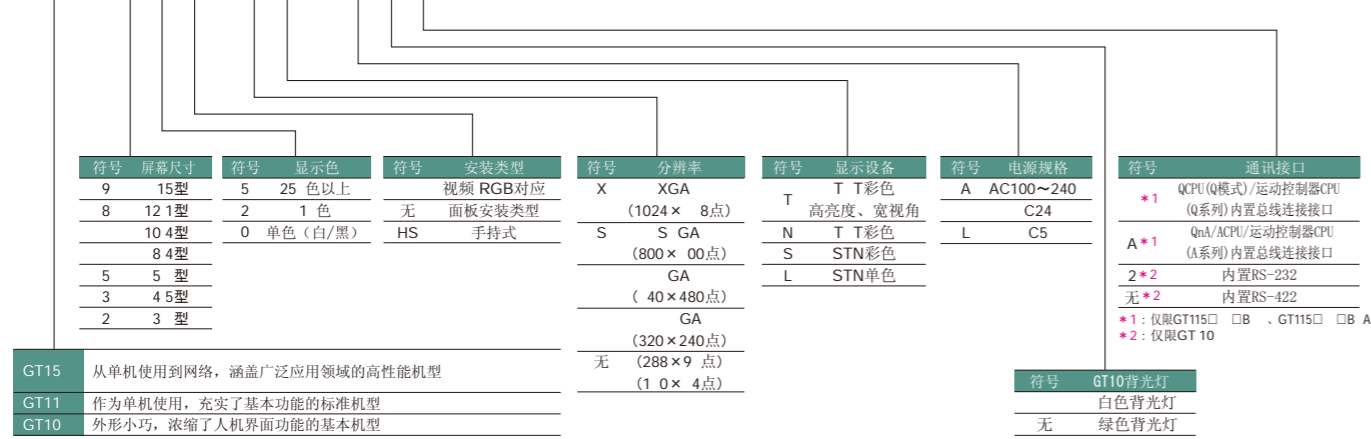 符号 屏幕尺寸
9 15型
8 12 1型
10 4型
8 4型
5 5 型
3 4 5型
2 3 型
符号 显示色
5 25 色以上
2 1 色
0 单色（白/黑）
符号 安装类型
视频 RGB对应
无 面板安装类型
HS 手持式
符号 分辨率
X XGA
(1024× 8点)
S S GA
(800× 00点)
GA
( 40×480点)
GA
(320×240点)
无 (288×9 点)
(1 0× 4点)
符号 显示设备
T T T彩色
高亮度、宽视角
N T T彩色
S STN彩色
L STN单色
符号 电源规格
A AC100～240
C24
L C5
符号 通讯接口
*1 QCPU(Q模式)/运动控制器CPU
(Q系列)内置总线连接接口
A*1 QnA/ACPU/运动控制器CPU
(A系列)内置总线连接接口
2*2 内置RS-232
无*2 内置RS-422
*1：仅限GT115□ □B 、GT115□ □B A
*2：仅限GT 10
GT15 从单机使用到网络，涵盖广泛应用领域的高性能机型
GT11 作为单机使用，充实了基本功能的标准机型
GT10 外形小巧，浓缩了人机界面功能的基本机型
符号 GT10背光灯
白色背光灯
无 绿色背光灯